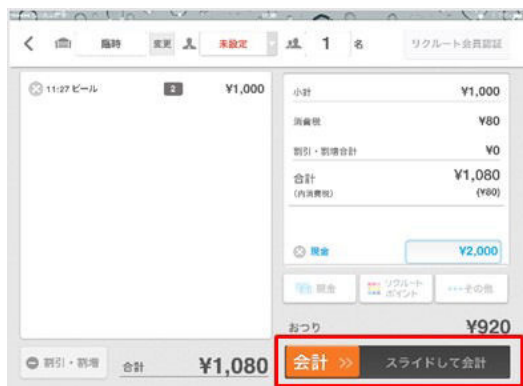 臨時 変更 未設定 1 名 リクルート会員認証
11:27 ビール 2 ¥1,000
小計 ¥1,000
消費税 ¥80
割引・割増合計 ¥0
合計 ¥1,080
(内消費税) (¥80)
現金 ¥2,000
現金 リクルートポイント •••その他
おつり ¥920
割引・割増 合計 ¥1,080
会計 >> スライドして会計